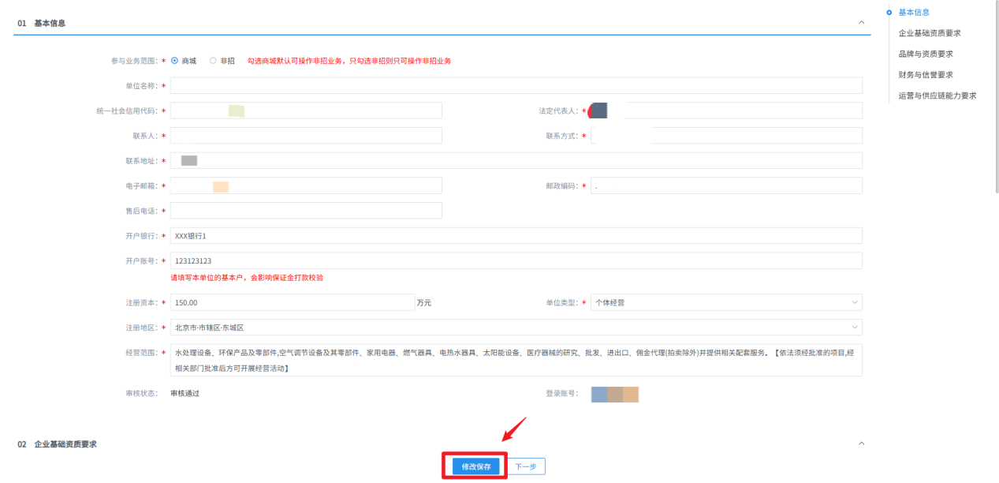 01 基本信息
参与业务范围：* 商城 非招 勾选商城默认可操作非招业务，只勾选非招则只可操作非招业务
单位名称：*
统一社会信用代码：* 法定代表人：*
联系人：* 联系方式：*
联系地址：*
电子邮箱：* 邮政编码：* -
售后电话：*
开户银行：* XXX银行1
开户账号：* 123123123
请填写本单位的基本户，会影响保证金打款校验
注册资本：* 150.00 万元 单位类型：* 个体经营
注册地区：* 北京市·市辖区·东城区
经营范围：* 水处理设备、环保产品及零部件,空气调节设备及其零部件、家用电器、燃气器具、电热水器具、太阳能设备、医疗器械的研究、批发、进出口、佣金代理(拍卖除外)并提供相关配套服务。【依法须经批准的项目,经
相关部门批准后方可开展经营活动】
审核状态： 审核通过 登录账号：
02 企业基础资质要求
修改保存 下一步
基本信息
企业基础资质要求
品牌与资质要求
财务与信誉要求
运营与供应链能力要求